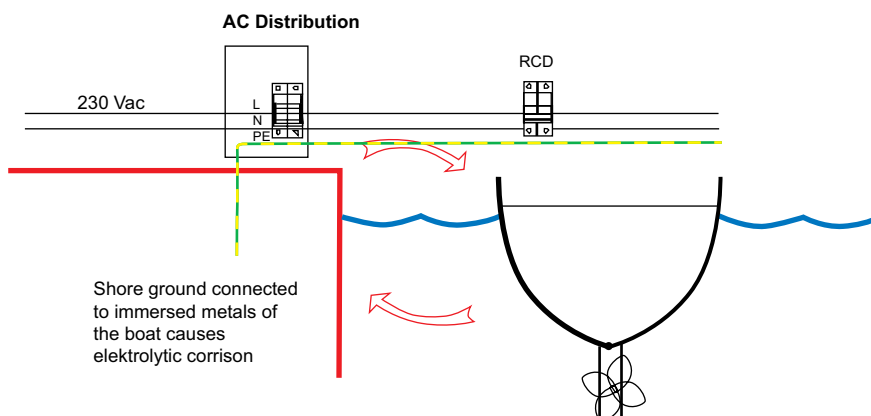 AC Distribution
RCD
230 Vac
L
N
PE
Shore ground connected
to immersed metals of
the boat causes
elektrolytic corrison